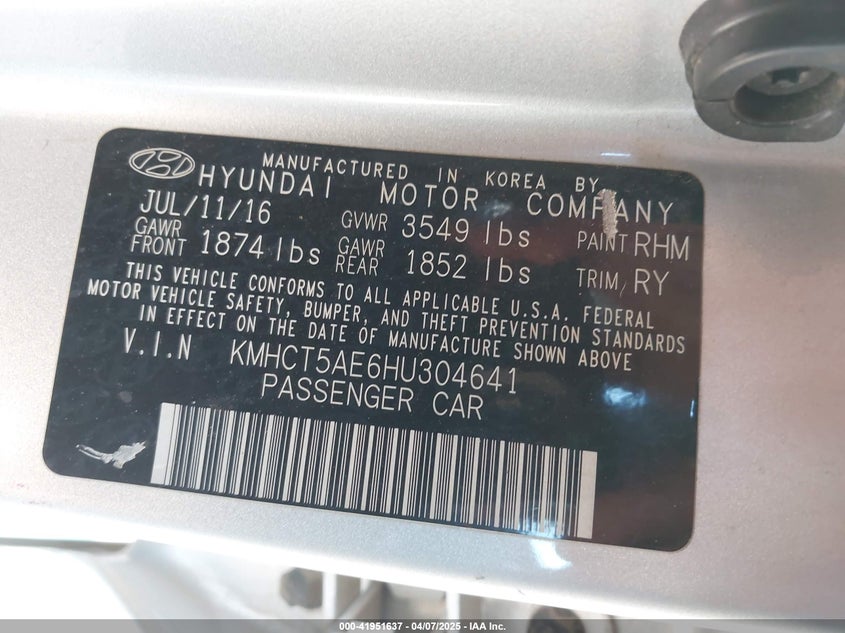 MANUFACTURED IN KOREA BY
HYUNDAI MOTOR COMPANY
JUL/11/16 GVWR 3549 lbs PAINT RHM
GAWR FRONT 1874 lbs GAWR REAR 1852 lbs TRIM/ RY
THIS VEHICLE CONFORMS TO ALL APPLICABLE U.S.A. FEDERAL
MOTOR VEHICLE SAFETY, BUMPER, AND THEFT PREVENTION STANDARDS
IN EFFECT ON THE DATE OF MANUFACTURE SHOWN ABOVE
V.I.N KMHCT5AE6HU304641
PASSENGER CAR
000-41951637 - 04/07/2025 - IAA Inc.